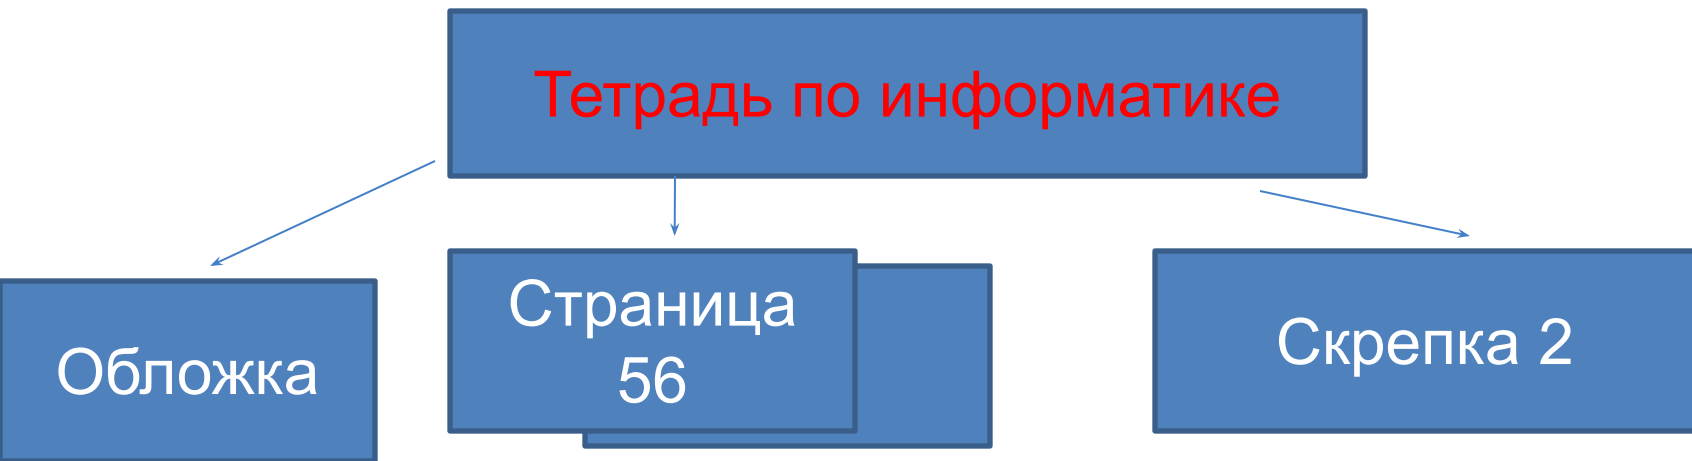 Тетрадь по информатике
Обложка
Страница
56
Скрепка 2